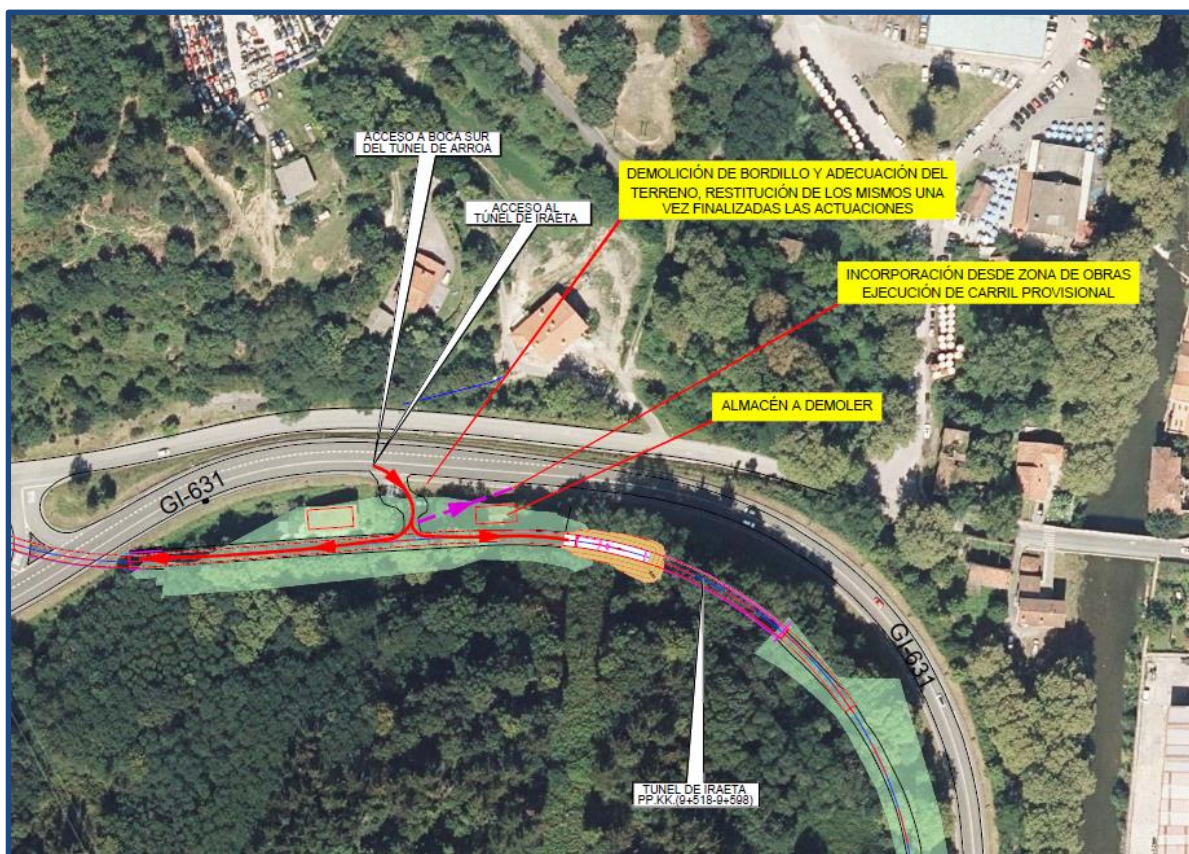 ACCESO A BOCA SUR
DEL TÚNEL DE ARROA
DEMOLICIÓN DE BORDILLO Y ADECUACIÓN DEL
TERRENO, RESTITUCIÓN DE LOS MISMOS UNA
VEZ FINALIZADAS LAS ACTUACIONES
ACCESO AL
TÚNEL DE IRAETA
INCORPORACIÓN DESDE ZONA DE OBRAS
EJECUCIÓN DE CARRIL PROVISIONAL
ALMACÉN A DEMOLER
GI-631
GI-631
TÚNEL DE IRAETA
PP.KK.(9+518-9+598)